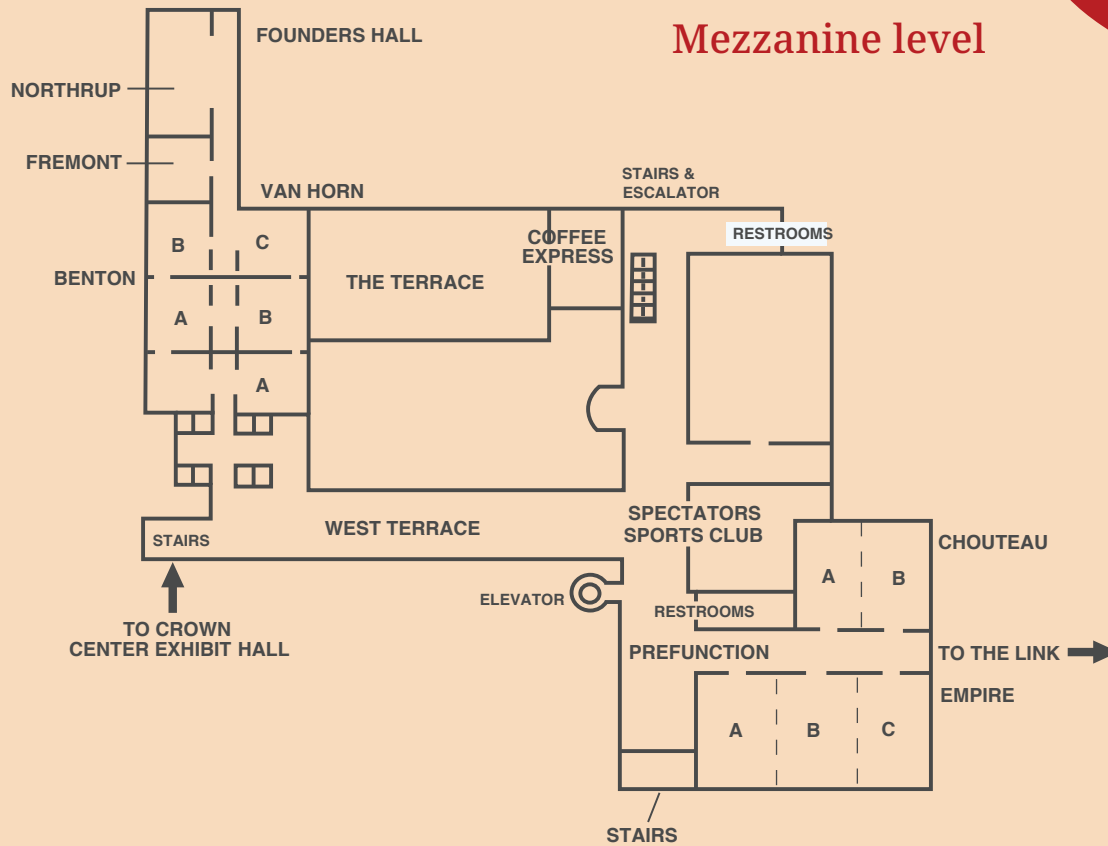 Mezzanine level
FOUNDERS HALL
NORTHRUP
FREMONT
VAN HORN
STAIRS &
ESCALATOR
RESTROOMS
COFFEE
EXPRESS
B
C
BENTON
THE TERRACE
A
B
A
SPECTATORS
SPORTS CLUB
WEST TERRACE
STAIRS
CHOUTEAU
A
B
ELEVATOR
RESTROOMS
TO CROWN
CENTER EXHIBIT HALL
PREFUNCTION
TO THE LINK
EMPIRE
A
B
C
STAIRS